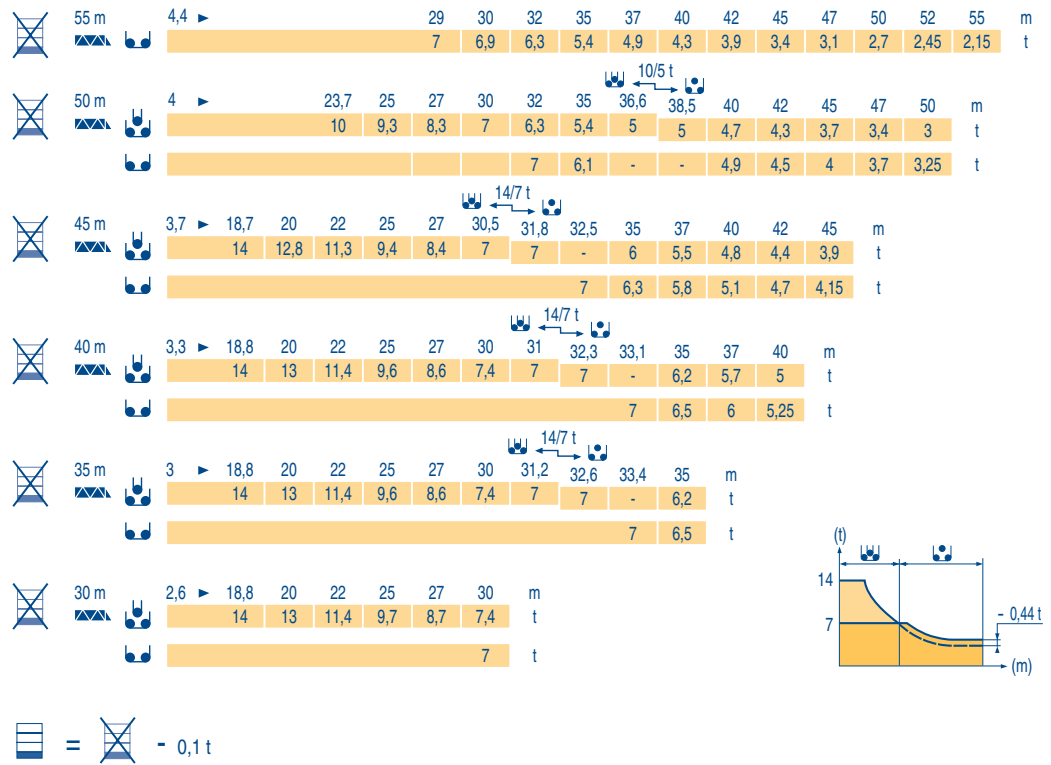 55 m 4,4 ► 29 30 32 35 37 40 42 45 47 50 52 55 m
7 6,9 6,3 5,4 4,9 4,3 3,9 3,4 3,1 2,7 2,45 2,15 t
10/5 t
50 m 4 ► 23,7 25 27 30 32 35 36,6 38,5 40 42 45 47 50 m
10 9,3 8,3 7 6,3 5,4 5 5 4,7 4,3 3,7 3,4 3 t
7 6,1 - - 4,9 4,5 4 3,7 3,25 t
14/7 t
45 m 3,7 ► 18,7 20 22 25 27 30,5 31,8 32,5 35 37 40 42 45 m
14 12,8 11,3 9,4 8,4 7 7 - 6 5,5 4,8 4,4 3,9 t
7 6,3 5,8 5,1 4,7 4,15 t
14/7 t
40 m 3,3 ► 18,8 20 22 25 27 30 31 32,3 33,1 35 37 40 m
14 13 11,4 9,6 8,6 7,4 7 7 - 6,2 5,7 5 t
7 6,5 6 5,25 t
14/7 t
35 m 3 ► 18,8 20 22 25 27 30 31,2 32,6 33,4 35 m
14 13 11,4 9,6 8,6 7,4 7 7 - 6,2 t
7 6,5 t
30 m 2,6 ► 18,8 20 22 25 27 30 m
14 13 11,4 9,7 8,7 7,4 t
7 t
(t)
14
7
- 0,44 t
(m)
= - 0,1 t